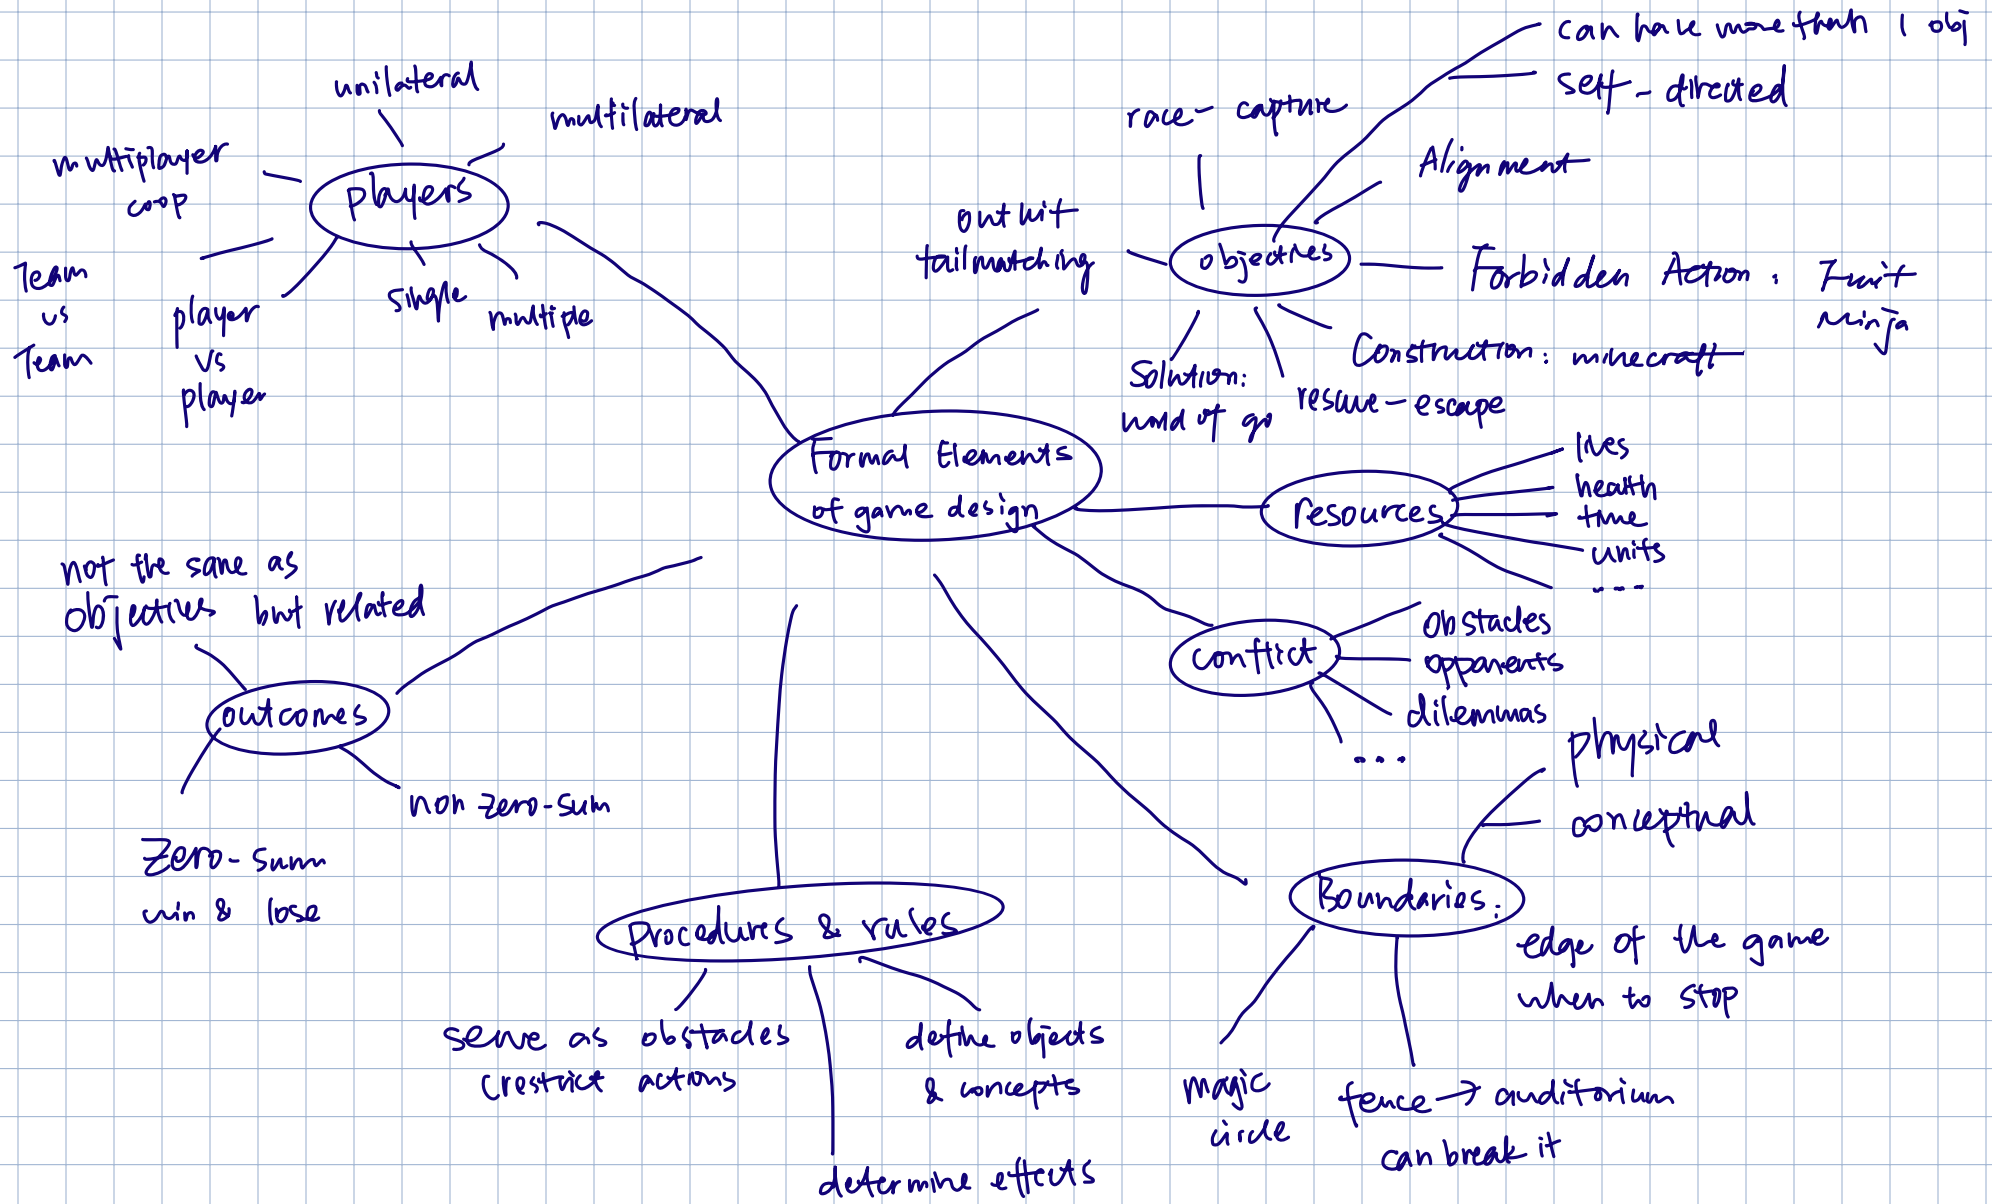 Formal Elements
of game design
players
unilateral
multilateral
multiplayer
coop
Team
vs
Team
player
vs
player
single
multiple
objectives
can have more than 1 obj
self-directed
Alignment
race - capture
outwit
Forbidden Action: Fruit
Ninja
Construction: minecraft
rescue - escape
Solution:
world of go
resources
lives
health
time
units
....
conflict
obstacles
opponents
dilemmas
...
Boundaries:
physical
conceptual
edge of the game
when to stop
magic
circle
fence → auditorium
can break it
procedures & rules
serve as obstacles
(restrict actions
determine effects
define objects
& concepts
outcomes
not the same as
objectives but related
zero-sum
win & lose
non zero-sum